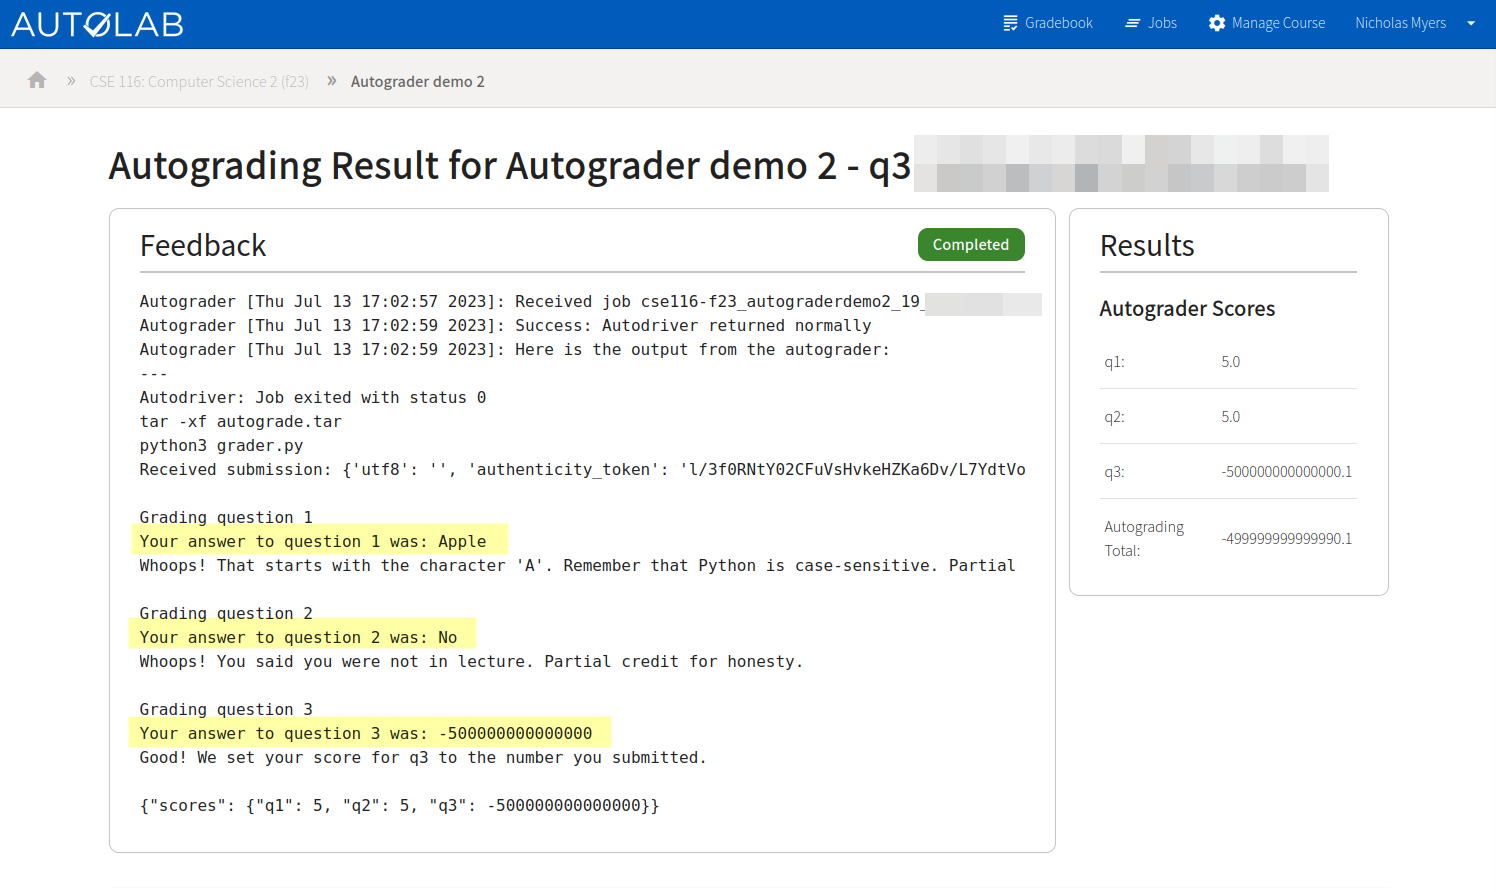 AUTOLAB
Gradebook
Jobs
Manage Course
Nicholas Myers
» CSE 116: Computer Science 2 (f23) » Autograder demo 2
Autograding Result for Autograder demo 2 - q3
Feedback
Completed
Autograder [Thu Jul 13 17:02:57 2023]: Received job cse116-f23_autograderdemo2_19_
Autograder [Thu Jul 13 17:02:59 2023]: Success: Autodriver returned normally
Autograder [Thu Jul 13 17:02:59 2023]: Here is the output from the autograder:
---
Autodriver: Job exited with status 0
tar -xf autograde.tar
python3 grader.py
Received submission: {'utf8': '', 'authenticity_token': 'l/3f0RNtY02CFuVsHvkeHZKa6Dv/L7YdtVo
Grading question 1
Your answer to question 1 was: Apple
Whoops! That starts with the character 'A'. Remember that Python is case-sensitive. Partial
Grading question 2
Your answer to question 2 was: No
Whoops! You said you were not in lecture. Partial credit for honesty.
Grading question 3
Your answer to question 3 was: -500000000000000
Good! We set your score for q3 to the number you submitted.
{"scores": {"q1": 5, "q2": 5, "q3": -500000000000000}}
Results
Autograder Scores
q1: 5.0
q2: 5.0
q3: -500000000000000.1
Autograding
Total: -499999999999990.1